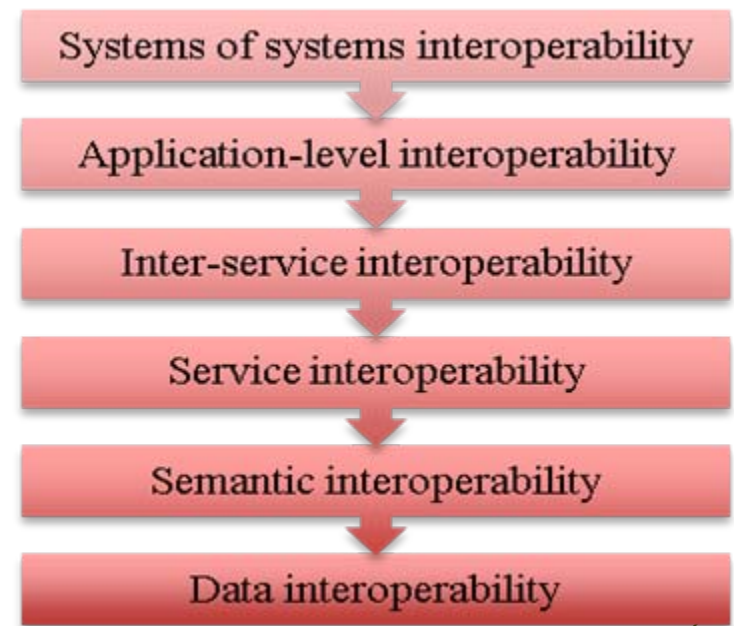 Systems of systems interoperability
Application-level interoperability
Inter-service interoperability
Service interoperability
Semantic interoperability
Data interoperability